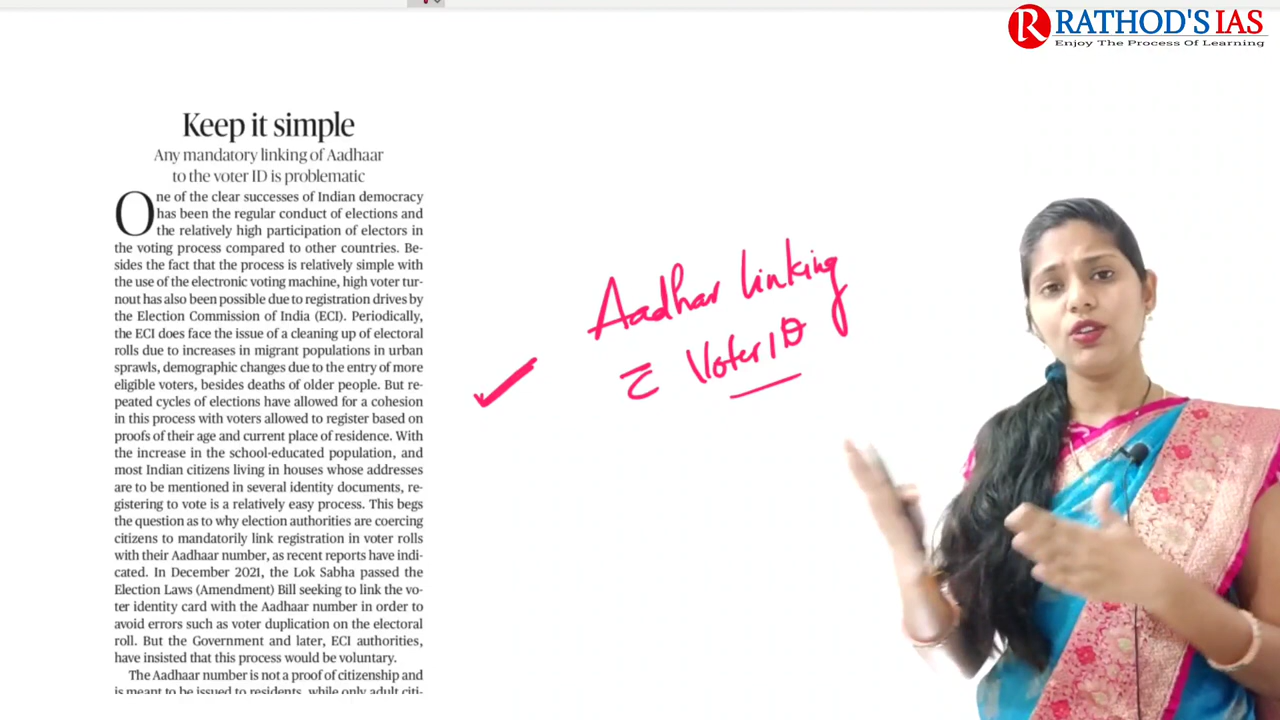 RATHOD'S IAS
Enjoy The Process Of Learning
Keep it simple
Any mandatory linking of Aadhaar
to the voter ID is problematic
One of the clear successes of Indian democracy
has been the regular conduct of elections and
the relatively high participation of electors in
the voting process compared to other countries. Be-
sides the fact that the process is relatively simple with
the use of the electronic voting machine, high voter tur-
nout has also been possible due to registration drives by
the Election Commission of India (ECI). Periodically,
the ECI does face the issue of a cleaning up of electoral
rolls due to increases in migrant populations in urban
sprawls, demographic changes due to the entry of more
eligible voters, besides deaths of older people. But re-
peated cycles of elections have allowed for a cohesion
in this process with voters allowed to register based on
proofs of their age and current place of residence. With
the increase in the school-educated population, and
most Indian citizens living in houses whose addresses
are to be mentioned in several identity documents, re-
gistering to vote is a relatively easy process. This begs
the question as to why election authorities are coercing
citizens to mandatorily link registration in voter rolls
with their Aadhaar number, as recent reports have indi-
cated. In December 2021, the Lok Sabha passed the
Election Laws (Amendment) Bill seeking to link the vo-
ter identity card with the Aadhaar number in order to
avoid errors such as voter duplication on the electoral
roll. But the Government and later, ECI authorities,
have insisted that this process would be voluntary.
The Aadhaar number is not a proof of citizenship and
is meant to be issued to residents, while only adult citi-
Aadhar linking
Voter ID